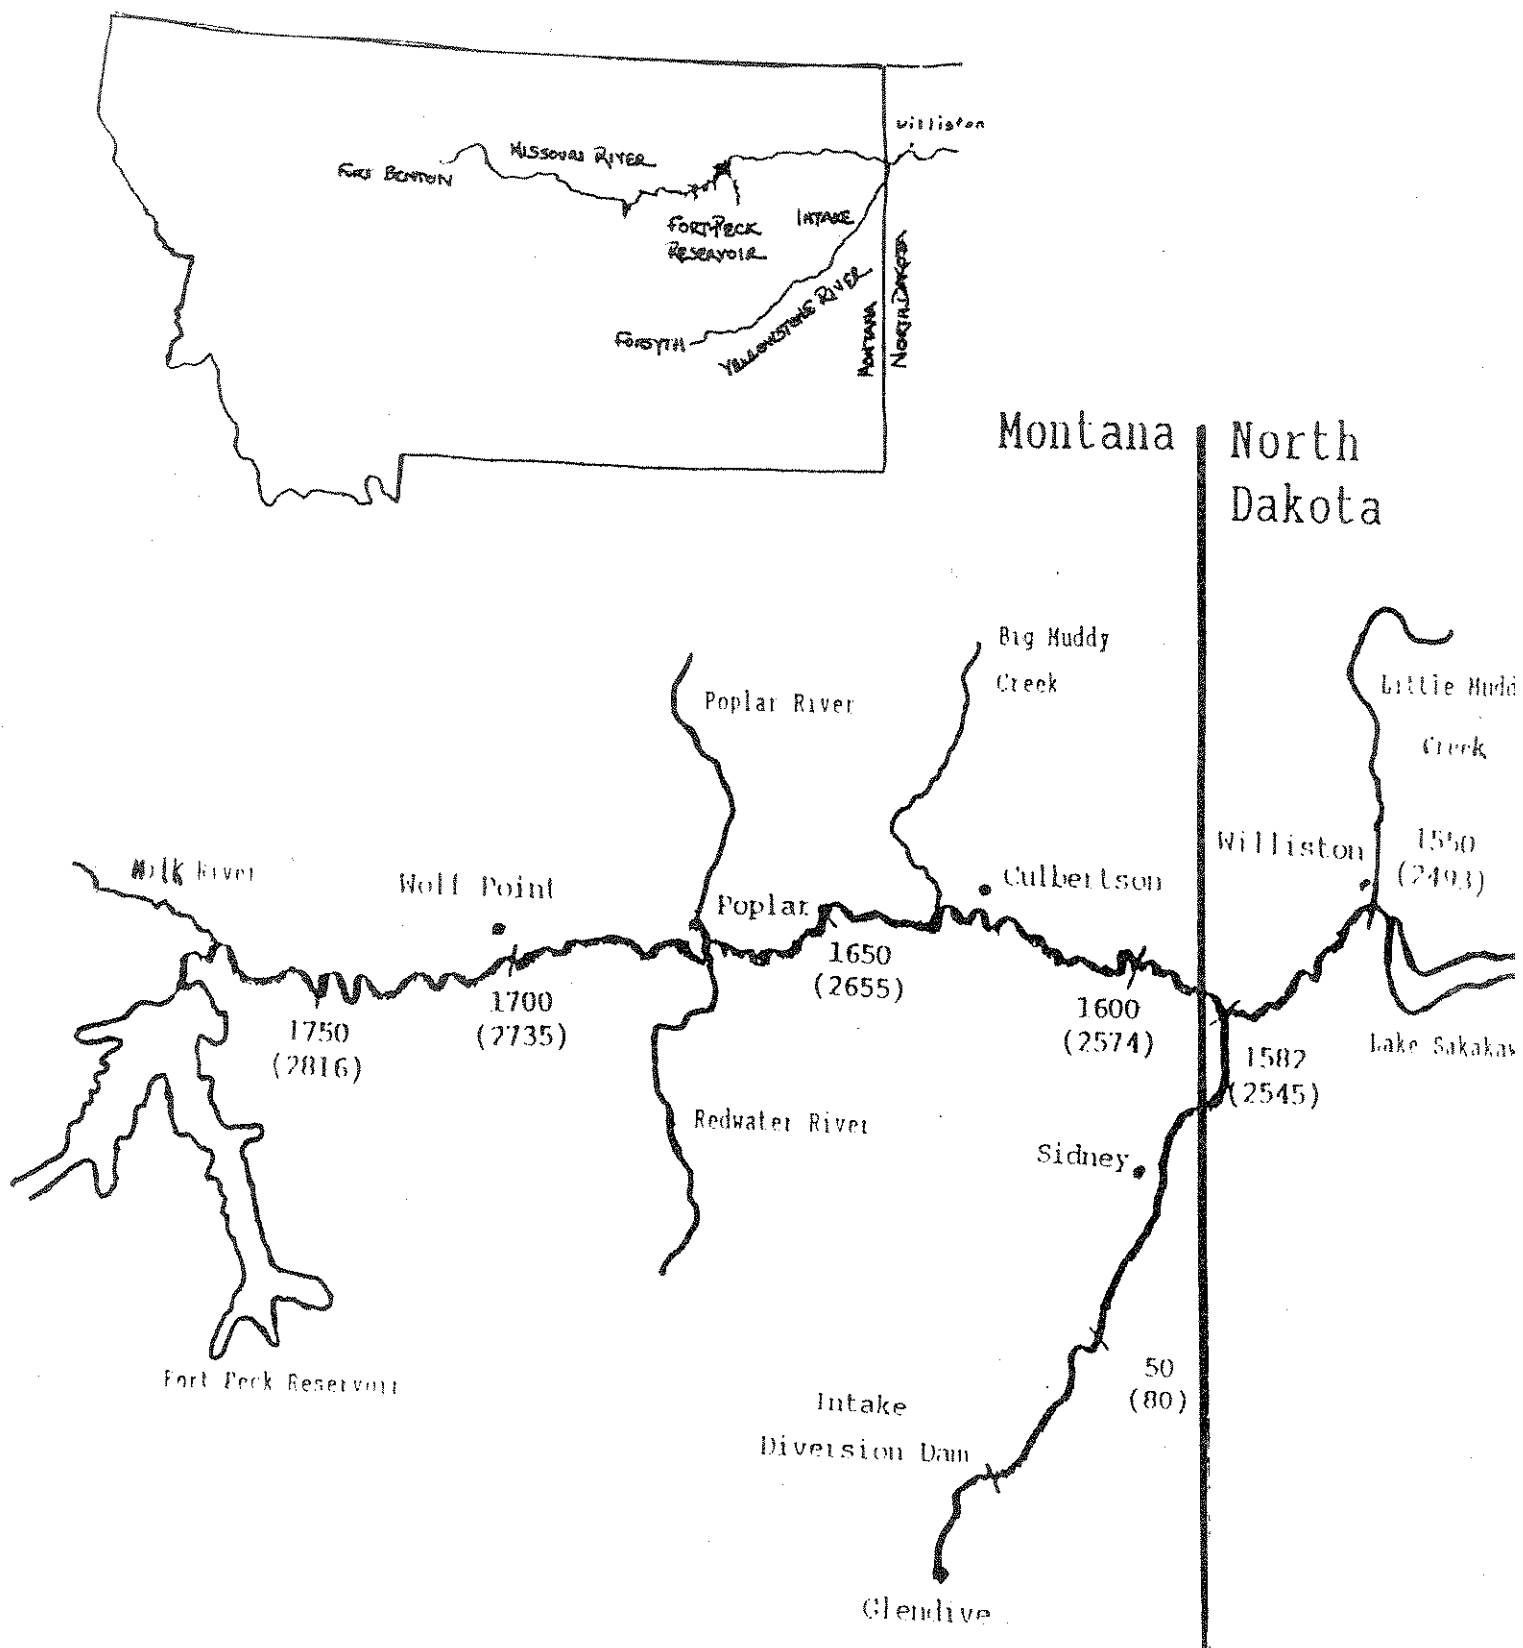 Williston
MISSOURI RIVER
FORT BENTON
FORT PECK
RESERVOIR
INTAKE
FORSYTH
YELLOWSTONE RIVER
MONTANA
NORTH DAKOTA
Montana
North
Dakota
Big Muddy
Creek
Poplar River
Little Mudd
Creek
Milk River
Wolf Point
Poplar
Culbertson
Williston
1550
(2493)
1650
(2655)
1700
(2735)
1750
(2816)
1600
(2574)
1582
(2545)
Lake Sakakaw
Redwater River
Sidney
Fort Peck Reservoir
50
(80)
Intake
Diversion Dam
Glendive